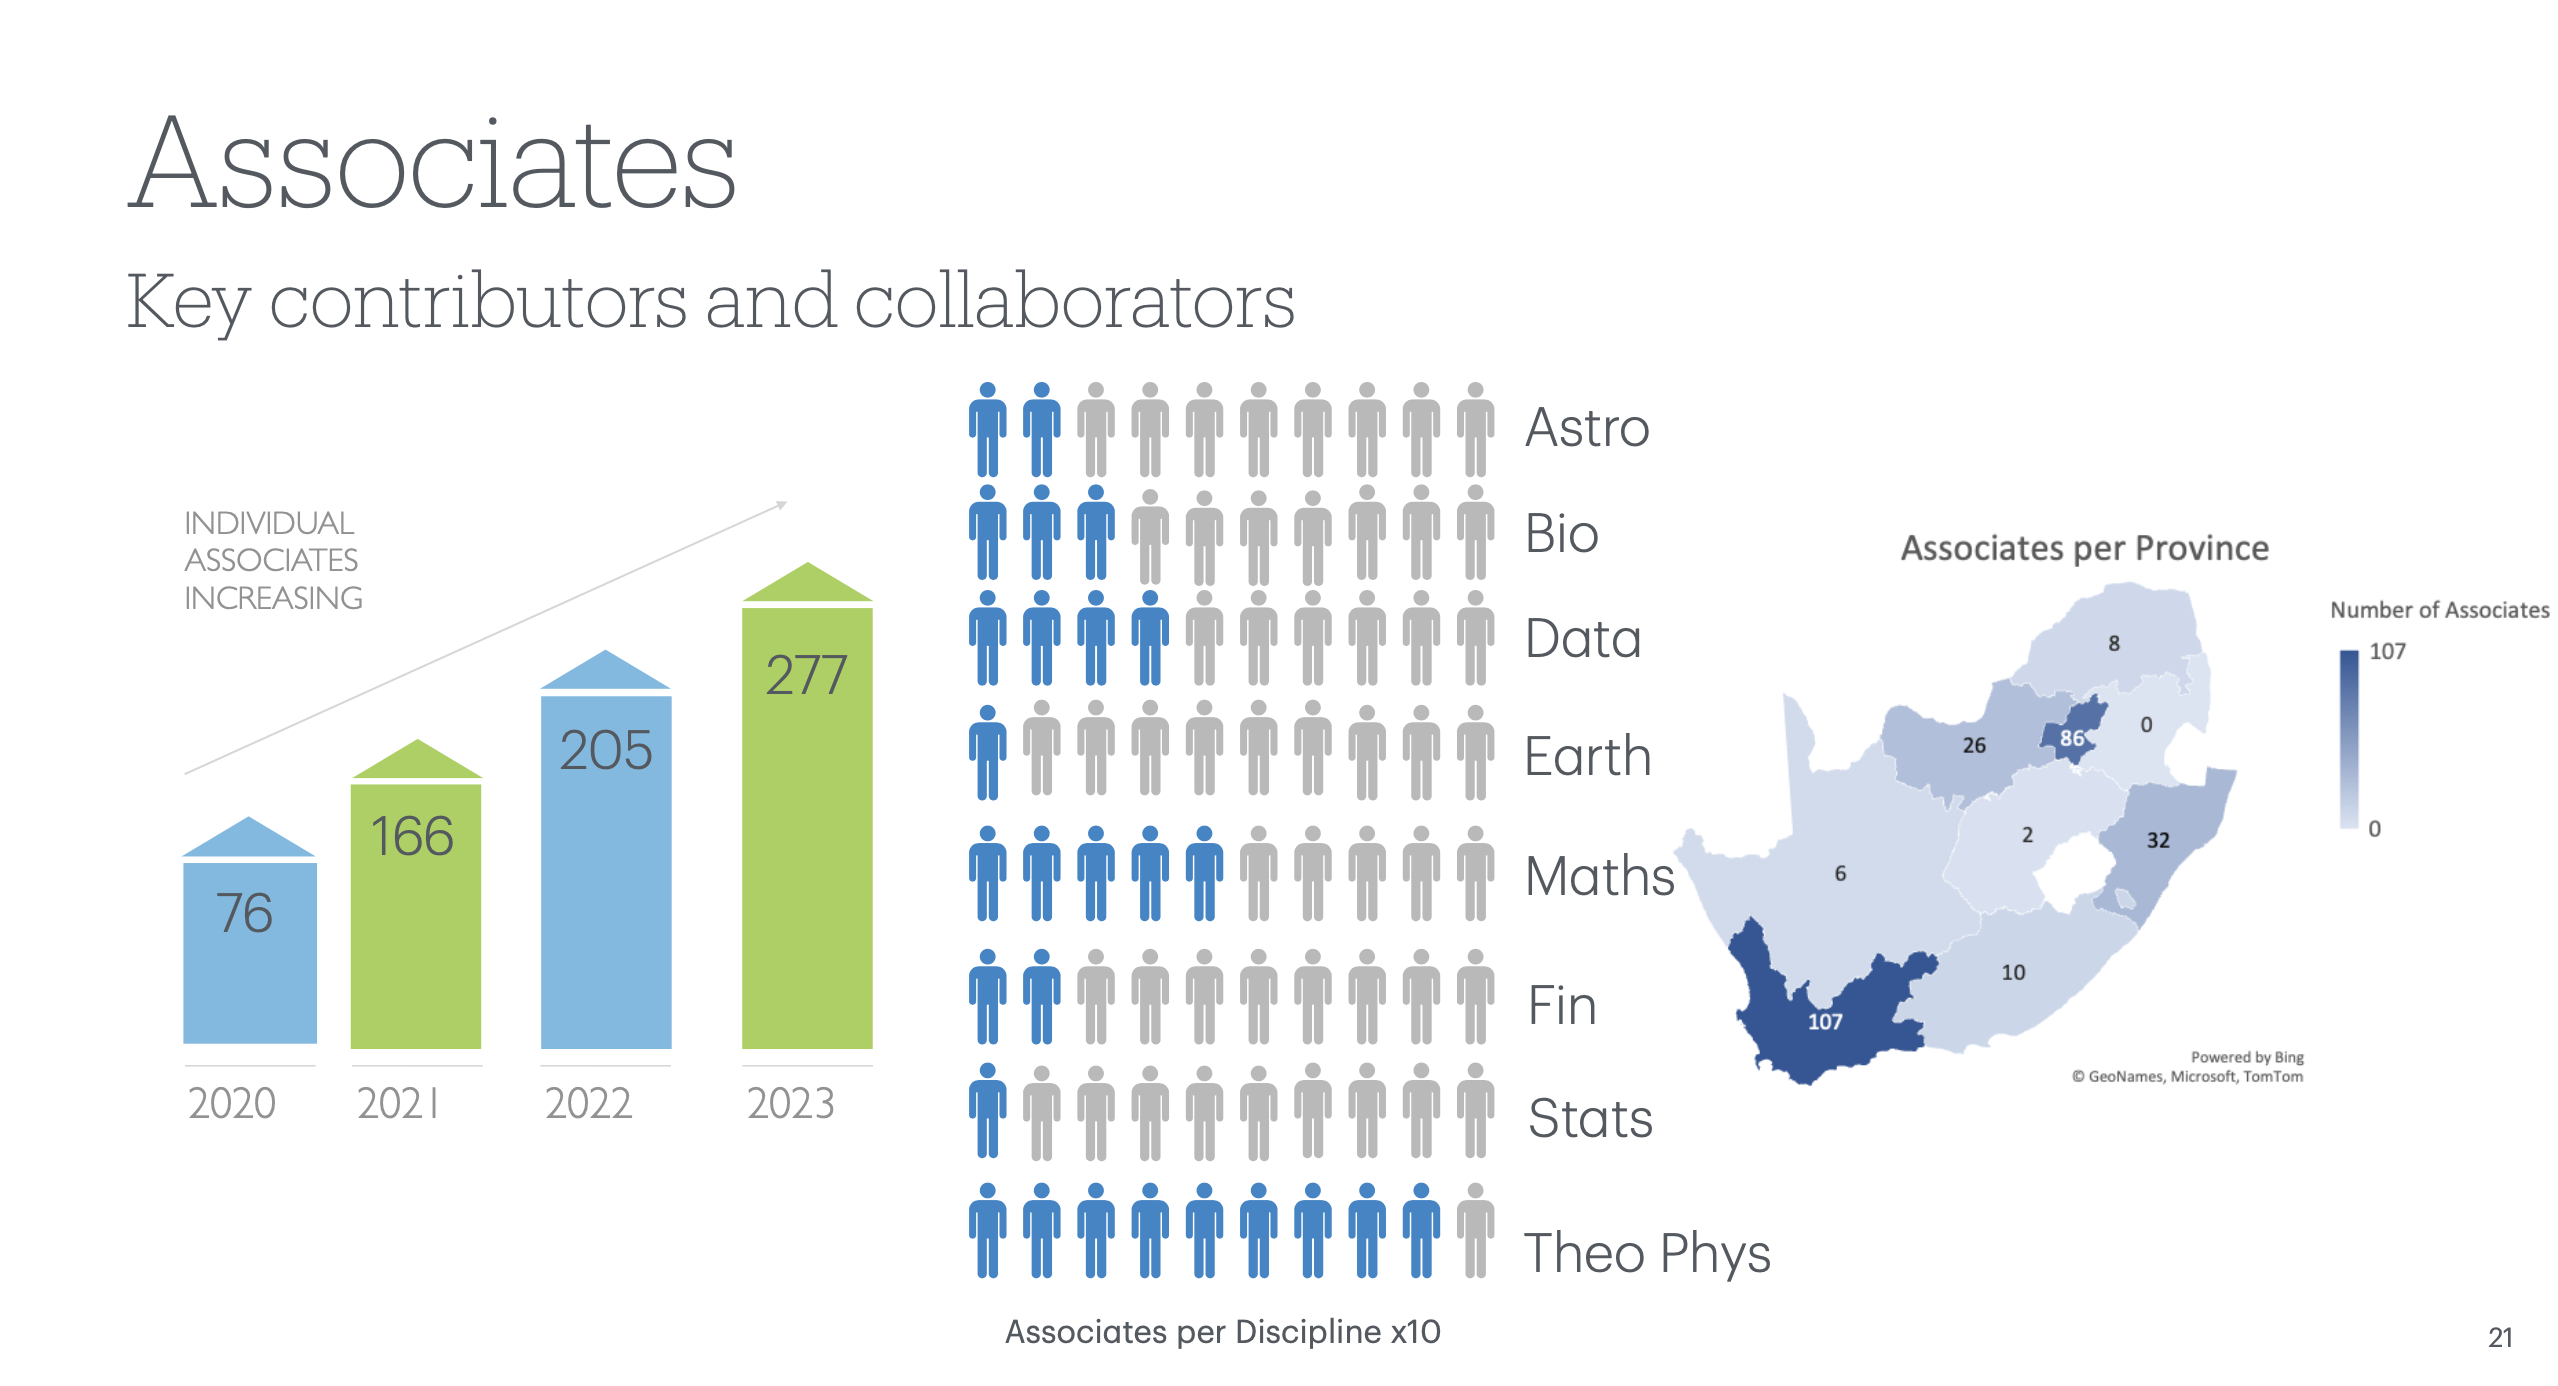 Associates
Key contributors and collaborators
INDIVIDUAL
ASSOCIATES
INCREASING
76
166
205
277
2020
2021
2022
2023
Astro
Bio
Data
Earth
Maths
Fin
Stats
Theo Phys
Associates per Discipline x10
Associates per Province
Number of Associates
107
0
8
0
86
26
2
32
6
10
107
Powered by Bing
© GeoNames, Microsoft, TomTom
21